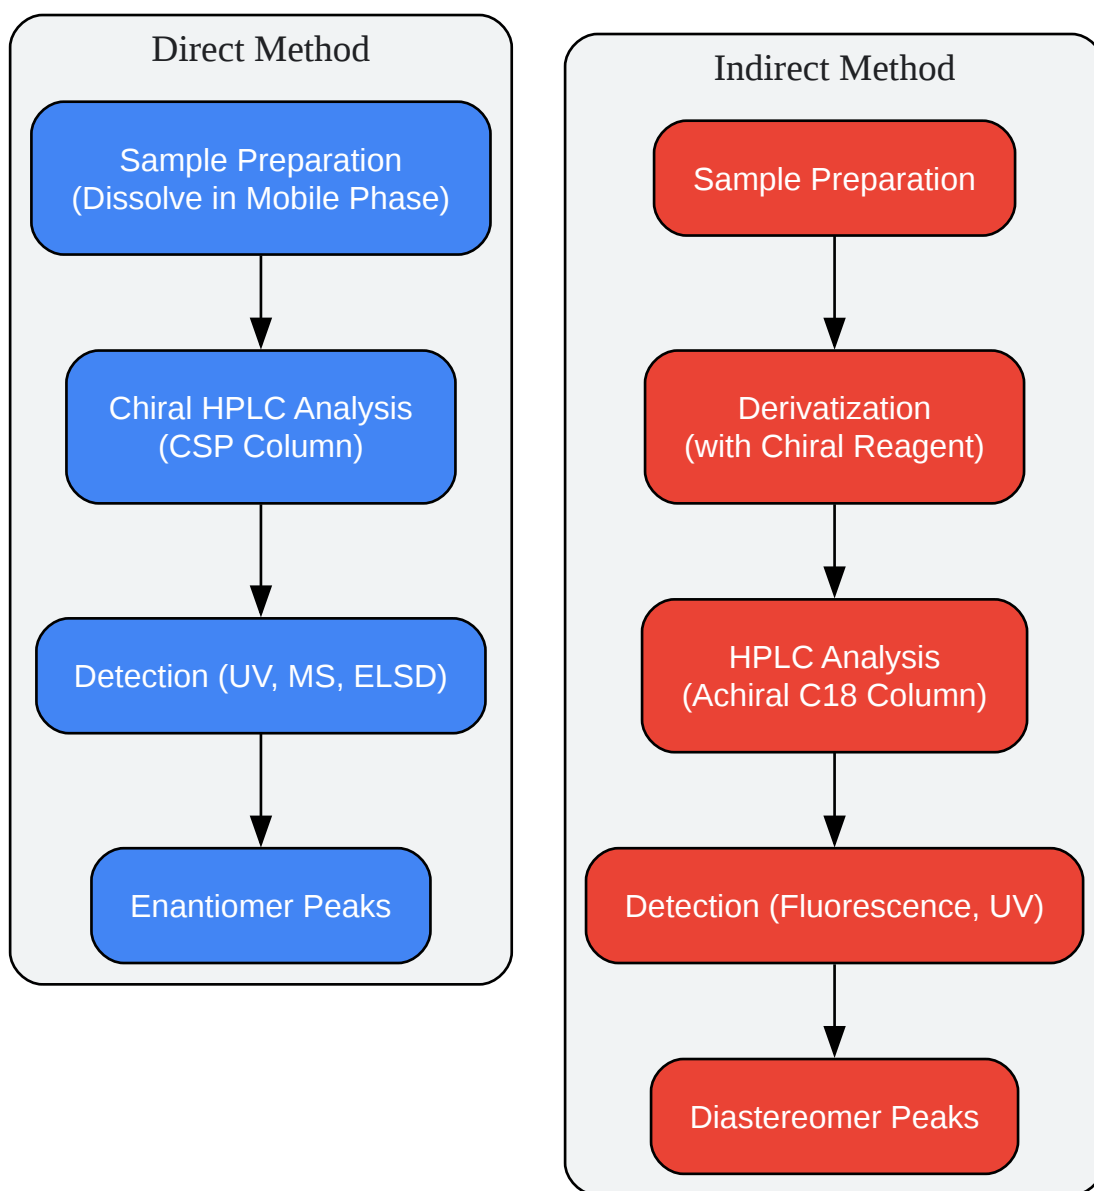 Direct Method
Sample Preparation
(Dissolve in Mobile Phase)
Chiral HPLC Analysis
(CSP Column)
Detection (UV, MS, ELSD)
Enantiomer Peaks
Indirect Method
Sample Preparation
Derivatization
(with Chiral Reagent)
HPLC Analysis
(Achiral C18 Column)
Detection (Fluorescence, UV)
Diastereomer Peaks